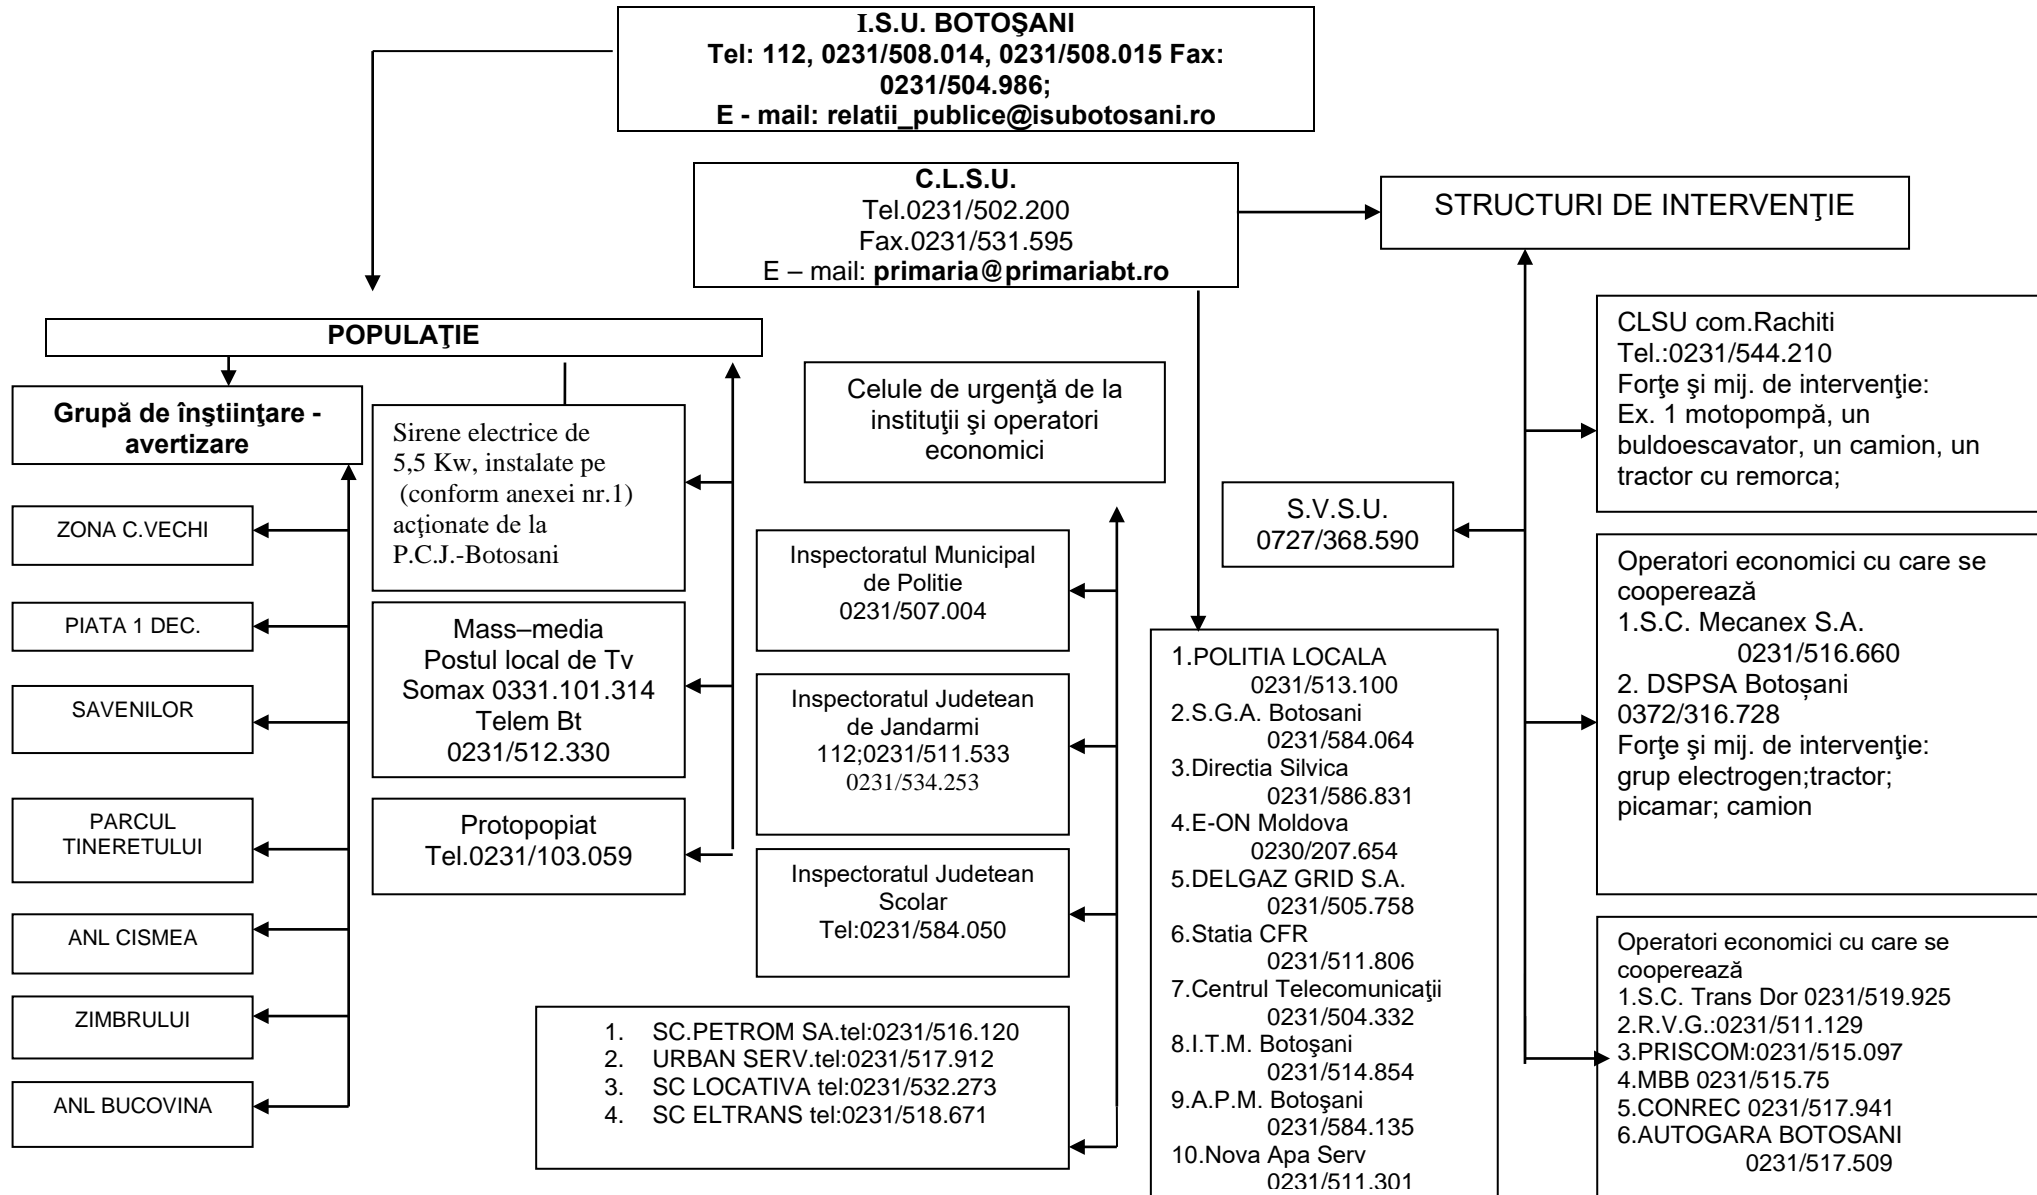 I.S.U. BOTOŞANI
Tel: 112, 0231/508.014, 0231/508.015 Fax:
0231/504.986;
E - mail: relatii_publice@isubotosani.ro
C.L.S.U.
Tel.0231/502.200
Fax.0231/531.595
E – mail: primaria@primariabt.ro
STRUCTURI DE INTERVENŢIE
POPULAŢIE
Grupă de înştiinţare -
avertizare
ZONA C.VECHI
PIATA 1 DEC.
SAVENILOR
PARCUL
TINERETULUI
ANL CISMEA
ZIMBRULUI
ANL BUCOVINA
Sirene electrice de
5,5 Kw, instalate pe
(conform anexei nr.1)
acţionate de la
P.C.J.-Botosani
Mass–media
Postul local de Tv
Somax 0331.101.314
Telem Bt
0231/512.330
Protopopiat
Tel.0231/103.059
Celule de urgenţă de la
instituţii şi operatori
economici
Inspectoratul Municipal
de Politie
0231/507.004
Inspectoratul Judetean
de Jandarmi
112;0231/511.533
0231/534.253
Inspectoratul Judetean
Scolar
Tel:0231/584.050
1. SC.PETROM SA.tel:0231/516.120
2. URBAN SERV.tel:0231/517.912
3. SC LOCATIVA tel:0231/532.273
4. SC ELTRANS tel:0231/518.671
1.POLITIA LOCALA
0231/513.100
2.S.G.A. Botosani
0231/584.064
3.Directia Silvica
0231/586.831
4.E-ON Moldova
0230/207.654
5.DELGAZ GRID S.A.
0231/505.758
6.Statia CFR
0231/511.806
7.Centrul Telecomunicaţii
0231/504.332
8.I.T.M. Botoşani
0231/514.854
9.A.P.M. Botoşani
0231/584.135
10.Nova Apa Serv
0231/511.301
S.V.S.U.
0727/368.590
CLSU com.Rachiti
Tel.:0231/544.210
Forţe şi mij. de intervenţie:
Ex. 1 motopompă, un
buldoescavator, un camion, un
tractor cu remorca;
Operatori economici cu care se
cooperează
1.S.C. Mecanex S.A.
0231/516.660
2. DSPSA Botoșani
0372/316.728
Forţe şi mij. de intervenţie:
grup electrogen;tractor;
picamar; camion
Operatori economici cu care se
cooperează
1.S.C. Trans Dor 0231/519.925
2.R.V.G.:0231/511.129
3.PRISCOM:0231/515.097
4.MBB 0231/515.75
5.CONREC 0231/517.941
6.AUTOGARA BOTOSANI
0231/517.509